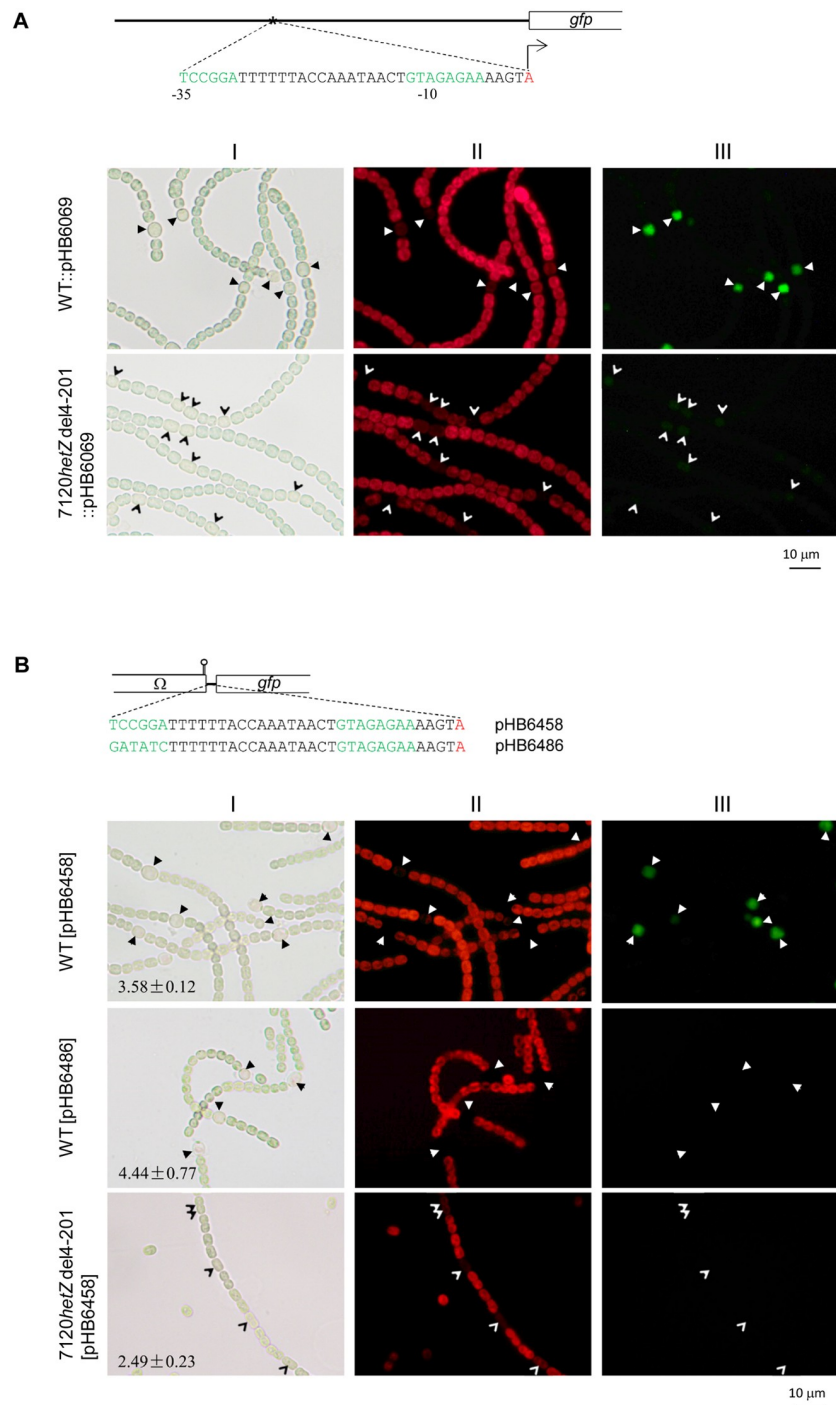 A
*
gfp
TCCGGATTTTTTACCAAATAACTGTAGAGAAAAGTA
-35 -10
I II III
WT::pHB6069
7120hetZ del4-201
::pHB6069
10 μm
B
Ω gfp
TCCGGATTTTTTACCAAATAACTGTAGAGAAAAGTA pHB6458
GATATCTTTTTTACCAAATAACTGTAGAGAAAAGTA pHB6486
I II III
WT [pHB6458]
3.58±0.12
WT [pHB6486]
4.44±0.77
7120hetZ del4-201
[pHB6458]
2.49±0.23
10 μm